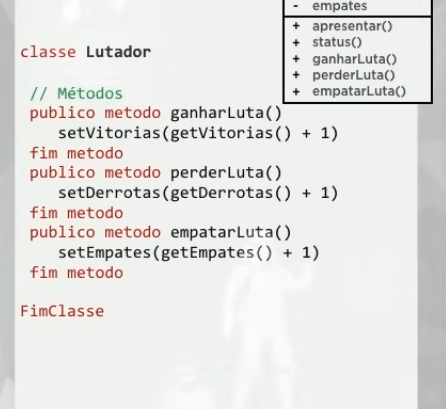 - empates
+ apresentar()
+ status()
+ ganharLuta()
+ perderLuta()
+ empatarLuta()
classe Lutador
// Métodos
publico metodo ganharLuta()
setVitorias(getVitorias() + 1)
fim metodo
publico metodo perderLuta()
setDerrotas(getDerrotas() + 1)
fim metodo
publico metodo empatarLuta()
setEmpates(getEmpates() + 1)
fim metodo
FimClasse